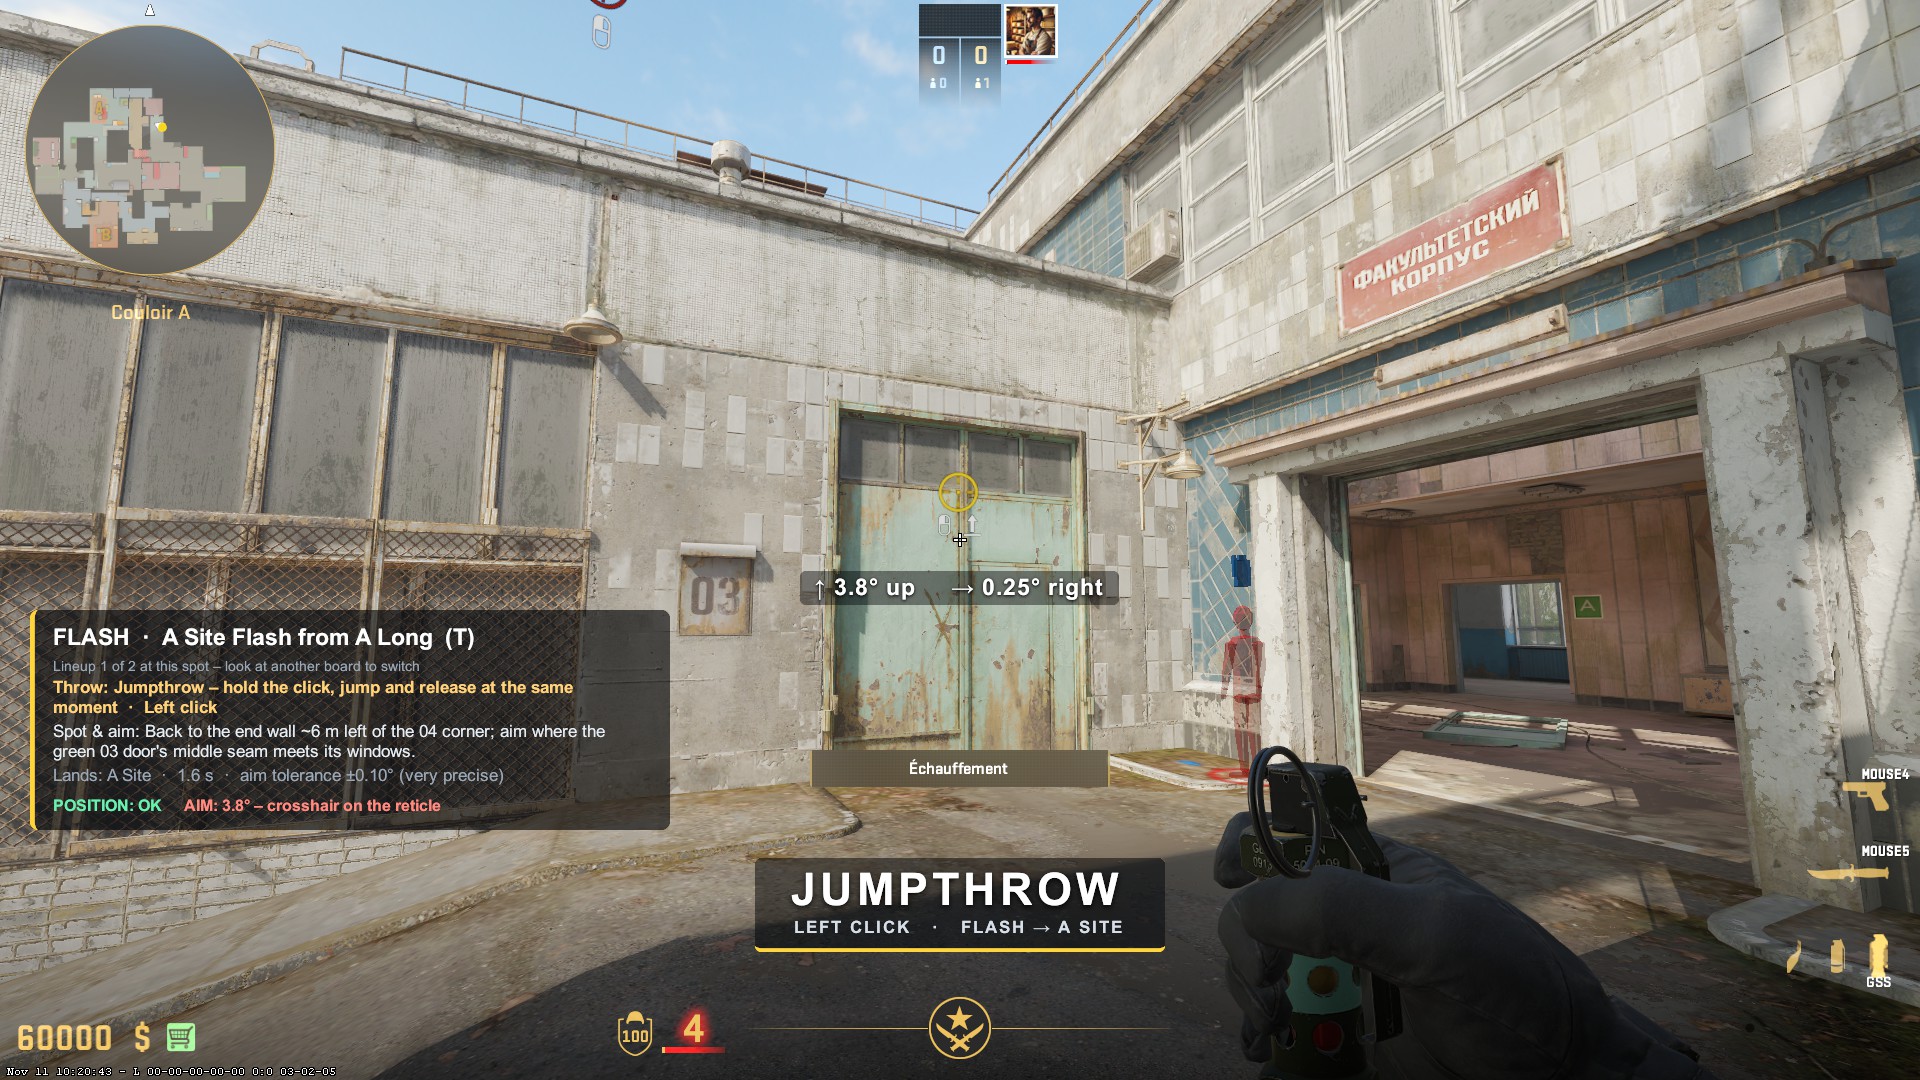 0 0
0 1
A
B
Couloir A
ФАКУЛЬТЕТСКИЙ
КОРПУС
03
A
↑ 3.8° up → 0.25° right
FLASH · A Site Flash from A Long (T)
Lineup 1 of 2 at this spot – look at another board to switch
Throw: Jumpthrow – hold the click, jump and release at the same
moment · Left click
Spot & aim: Back to the end wall ~6 m left of the 04 corner; aim where the
green 03 door's middle seam meets its windows.
Lands: A Site · 1.6 s · aim tolerance ±0.10° (very precise)
POSITION: OK AIM: 3.8° – crosshair on the reticle
Échauffement
MOUSE4
MOUSE5
JUMPTHROW
LEFT CLICK · FLASH → A SITE
GSS
60000 $
100
4
Nov 11 10:20:43 - L 00-00-00-00-00 0:0 03-02-05